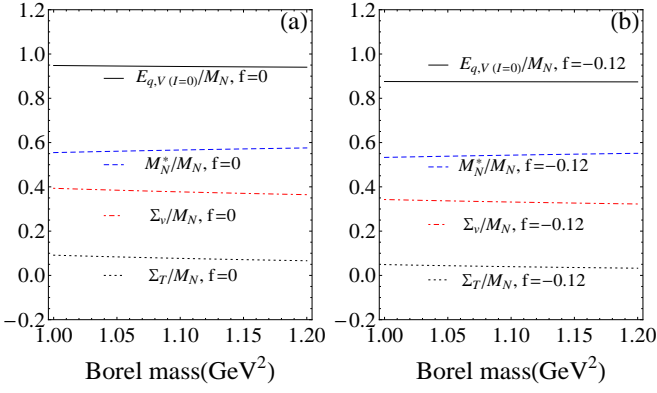 (a)
1.2
1.0
0.8
0.6
0.4
0.2
0.0
−0.2
E_{q,V (I=0)}/M_N, f=0
M_N^*/M_N, f=0
Σ_v/M_N, f=0
Σ_T/M_N, f=0
1.00 1.05 1.10 1.15 1.20
Borel mass(GeV^2)
(b)
1.2
1.0
0.8
0.6
0.4
0.2
0.0
−0.2
E_{q,V (I=0)}/M_N, f=−0.12
M_N^*/M_N, f=−0.12
Σ_v/M_N, f=−0.12
Σ_T/M_N, f=−0.12
1.00 1.05 1.10 1.15 1.20
Borel mass(GeV^2)